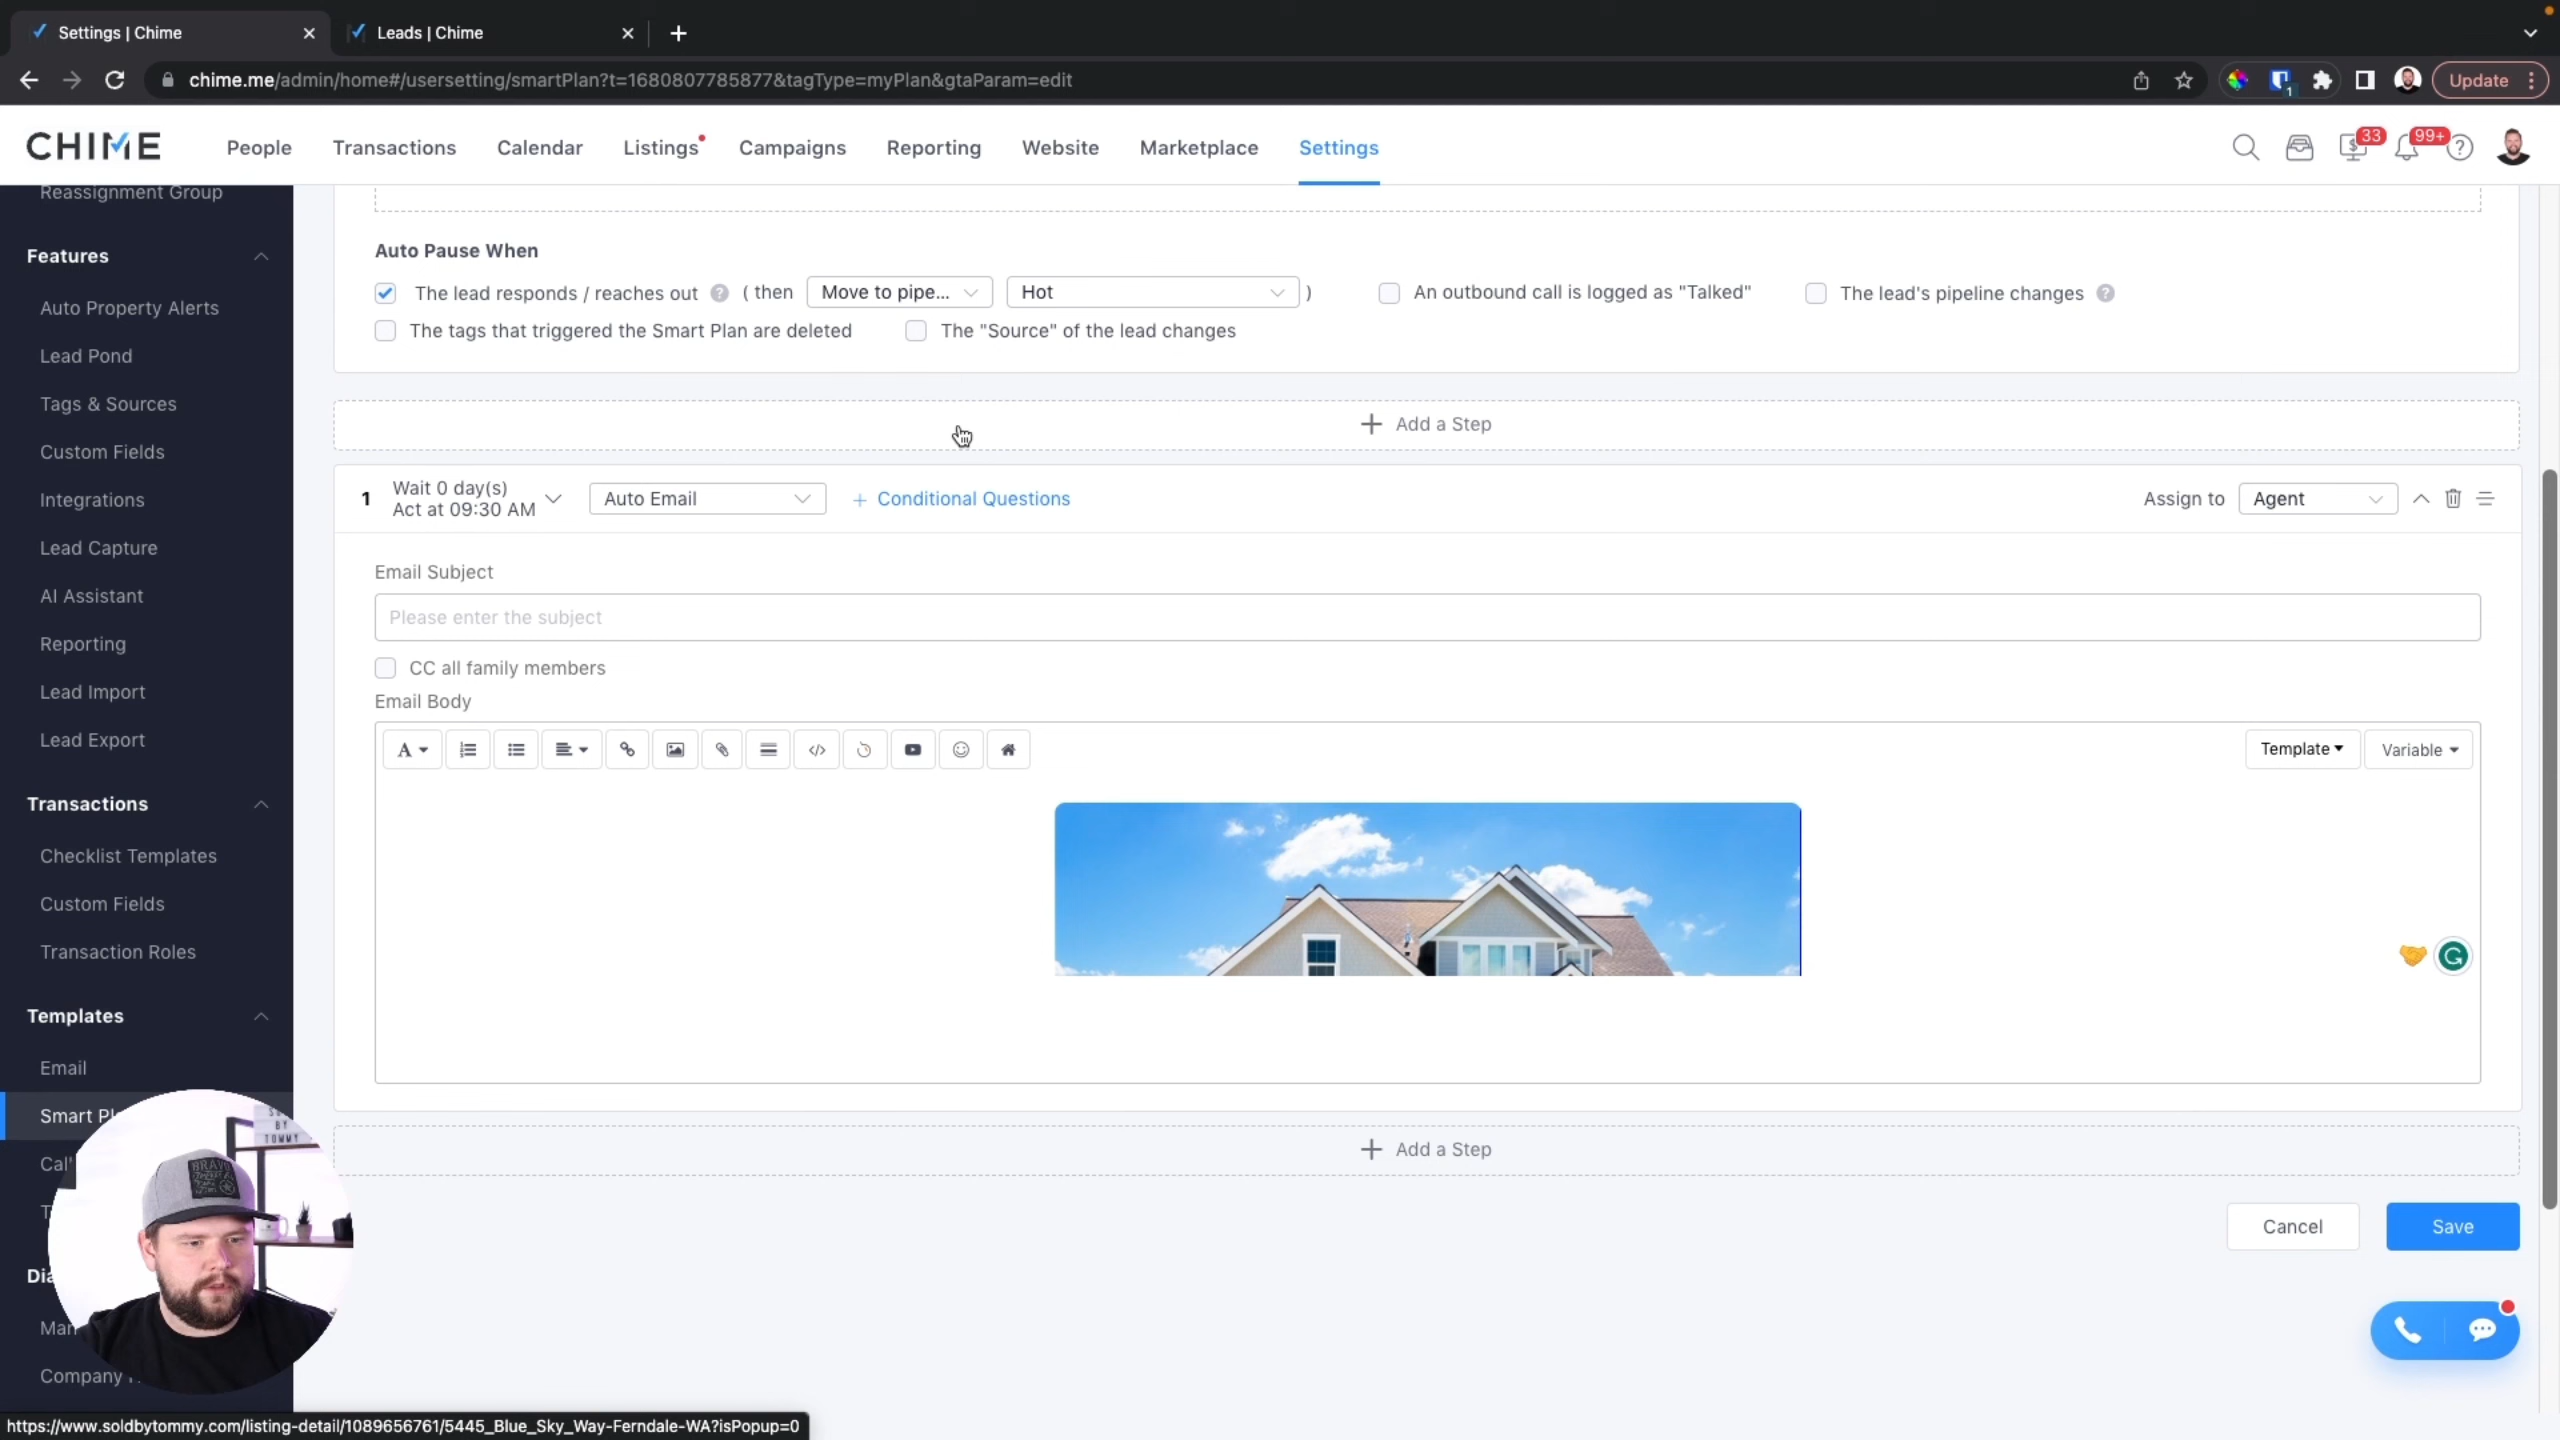 Settings | Chime
Leads | Chime
chime.me/admin/home#/usersetting/smartPlan?t=1680807785877&tagType=myPlan&gtaParam=edit
1
Update
CHIME
People
Transactions
Calendar
Listings
Campaigns
Reporting
Website
Marketplace
Settings
33
99+
Reassignment Group
Features
Auto Property Alerts
Lead Pond
Tags & Sources
Custom Fields
Integrations
Lead Capture
AI Assistant
Reporting
Lead Import
Lead Export
Transactions
Checklist Templates
Custom Fields
Transaction Roles
Templates
Email
Smart Pl
Call
T
Dia
Man
Company
Auto Pause When
The lead responds / reaches out ? ( then Move to pipe... Hot )
An outbound call is logged as "Talked"
The lead's pipeline changes ?
The tags that triggered the Smart Plan are deleted
The "Source" of the lead changes
+ Add a Step
1
Wait 0 day(s)
Act at 09:30 AM
Auto Email
+ Conditional Questions
Assign to Agent
Email Subject
Please enter the subject
CC all family members
Email Body
Template
Variable
+ Add a Step
Cancel
Save
BY
TOMMY
BRAVO
https://www.soldbytommy.com/listing-detail/1089656761/5445_Blue_Sky_Way-Ferndale-WA?isPopup=0